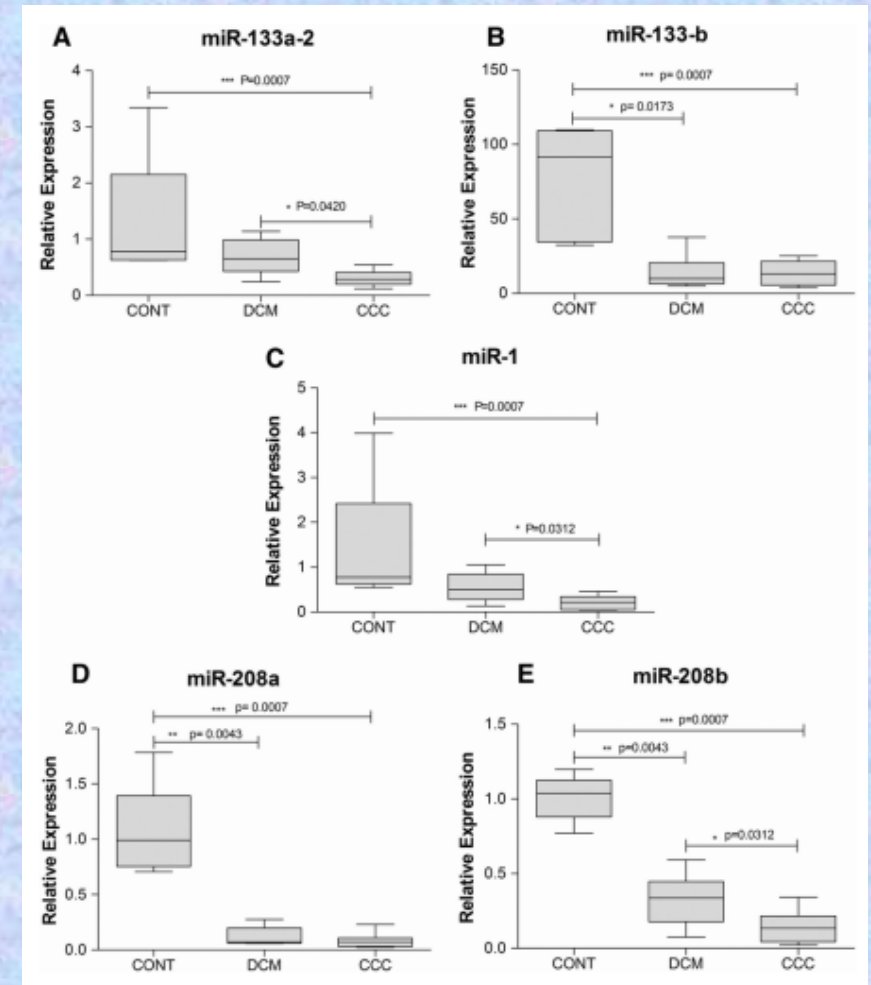 A
miR-133a-2
Relative Expression
4
3
2
1
0
*** P=0.0007
* P=0.0420
CONT DCM CCC
B
miR-133-b
Relative Expression
150
100
50
0
*** p= 0.0007
* p= 0.0173
CONT DCM CCC
C
miR-1
Relative Expression
5
4
3
2
1
0
*** P=0.0007
* P=0.0312
CONT DCM CCC
D
miR-208a
Relative Expression
2.0
1.5
1.0
0.5
0.0
*** p= 0.0007
** p= 0.0043
CONT DCM CCC
E
miR-208b
Relative Expression
1.5
1.0
0.5
0.0
*** p=0.0007
** p=0.0043
* p=0.0312
CONT DCM CCC